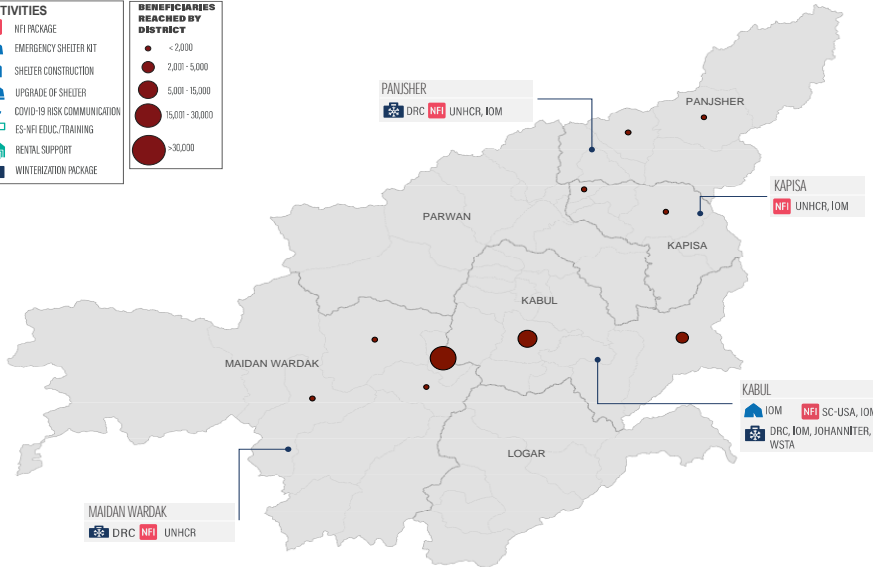 TIVITIES
NFI PACKAGE
EMERGENCY SHELTER KIT
SHELTER CONSTRUCTION
UPGRADE OF SHELTER
COVID-19 RISK COMMUNICATION
ES-NFI EDUC./TRAINING
RENTAL SUPPORT
WINTERIZATION PACKAGE
BENEFICIARIES
REACHED BY
DISTRICT
< 2,000
2,001 - 5,000
5,001 - 15,000
15,001 - 30,000
>30,000
PANJSHER
DRC NFI UNHCR, IOM
PANJSHER
KAPISA
NFI UNHCR, IOM
PARWAN
KAPISA
KABUL
MAIDAN WARDAK
KABUL
IOM NFI SC-USA, IOM
DRC, IOM, JOHANNITER,
WSTA
LOGAR
MAIDAN WARDAK
DRC NFI UNHCR